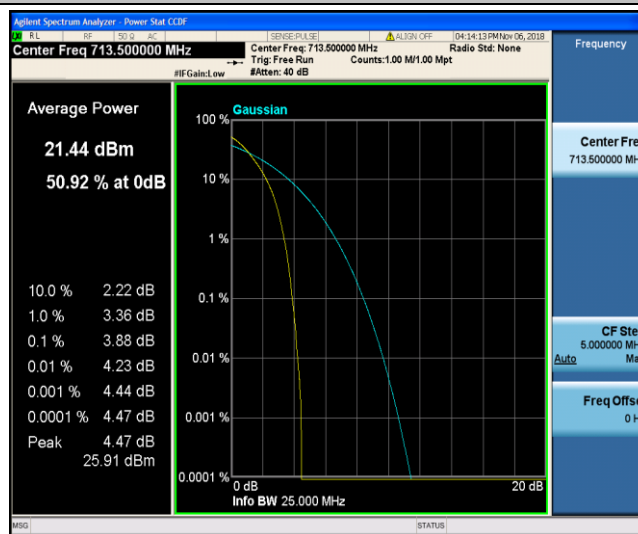 Agilent Spectrum Analyzer - Power Stat CCDF
RL RF 50 Ω AC SENSE:PULSE ALIGN OFF 04:14:13 PM Nov 06, 2018
Center Freq 713.500000 MHz
Center Freq: 713.500000 MHz Radio Std: None
Trig: Free Run Counts:1.00 M/1.00 Mpt
#IFGain:Low #Atten: 40 dB
Frequency
Average Power
21.44 dBm
50.92 % at 0dB
10.0 % 2.22 dB
1.0 % 3.36 dB
0.1 % 3.88 dB
0.01 % 4.23 dB
0.001 % 4.44 dB
0.0001 % 4.47 dB
Peak 4.47 dB
25.91 dBm
Gaussian
100 %
10 %
1 %
0.1 %
0.01 %
0.001 %
0.0001 %
0 dB 20 dB
Info BW 25.000 MHz
Center Fre
713.500000 MH
CF Ste
5.000000 MH
Auto Ma
Freq Offse
0 H
MSG STATUS